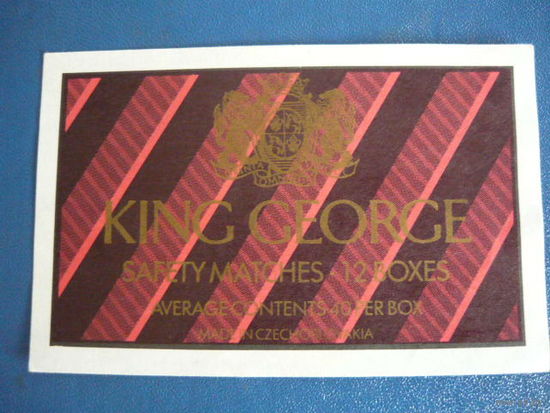 KING GEORGE
SAFETY MATCHES · 12 BOXES
AVERAGE CONTENTS 40 PER BOX
MADE IN CZECHOSLOVAKIA